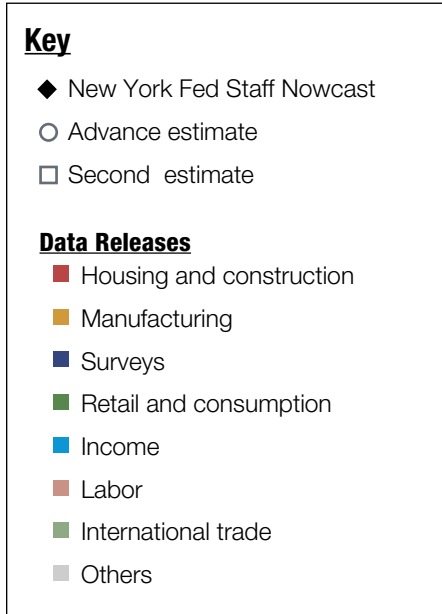 Key
New York Fed Staff Nowcast
Advance estimate
Second estimate
Data Releases
Housing and construction
Manufacturing
Surveys
Retail and consumption
Income
Labor
International trade
Others